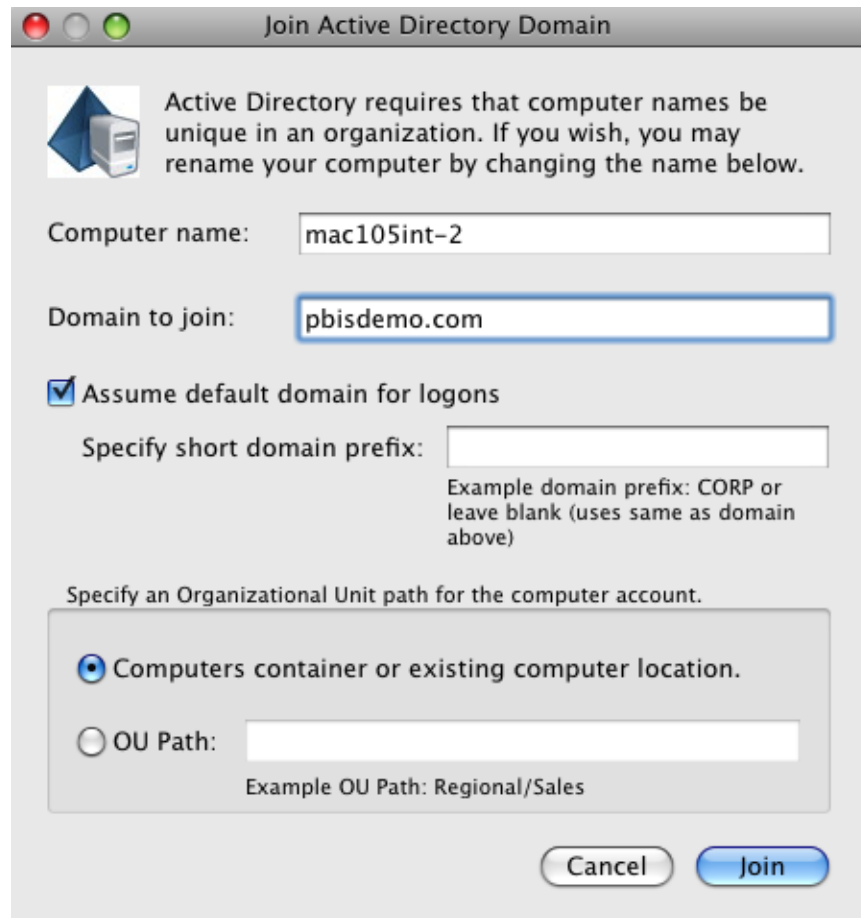 Join Active Directory Domain
Active Directory requires that computer names be
unique in an organization. If you wish, you may
rename your computer by changing the name below.
Computer name: mac105int-2
Domain to join: pbisdemo.com
Assume default domain for logons
Specify short domain prefix:
Example domain prefix: CORP or
leave blank (uses same as domain
above)
Specify an Organizational Unit path for the computer account.
Computers container or existing computer location.
OU Path:
Example OU Path: Regional/Sales
Cancel Join